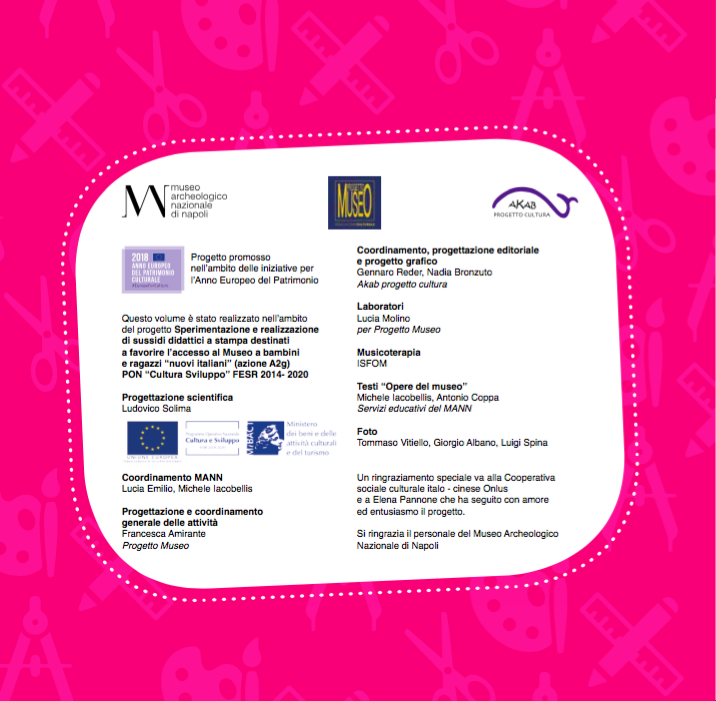 museo
archeologico
nazionale
di napoli
PROGETTO
MUSEO
AKAB
PROGETTO CULTURA
2018
ANNO EUROPEO
DEL PATRIMONIO
CULTURALE
Progetto promosso
nell'ambito delle iniziative per
l'Anno Europeo del Patrimonio
Questo volume è stato realizzato nell'ambito
del progetto Sperimentazione e realizzazione
di sussidi didattici a stampa destinati
a favorire l'accesso al Museo a bambini
e ragazzi "nuovi italiani" (azione A2g)
PON "Cultura Sviluppo" FESR 2014- 2020
Progettazione scientifica
Ludovico Solima
UNIONE EUROPEA
Cultura e Sviluppo
MiBACT
Ministero
dei beni e delle
attività culturali
e del turismo
Coordinamento MANN
Lucia Emilio, Michele Iacobellis
Progettazione e coordinamento
generale delle attività
Francesca Amirante
Progetto Museo
Coordinamento, progettazione editoriale
e progetto grafico
Gennaro Reder, Nadia Bronzuto
Akab progetto cultura
Laboratori
Lucia Molino
per Progetto Museo
Musicoterapia
ISFOM
Testi "Opere del museo"
Michele Iacobellis, Antonio Coppa
Servizi educativi del MANN
Foto
Tommaso Vitiello, Giorgio Albano, Luigi Spina
Un ringraziamento speciale va alla Cooperativa
sociale culturale italo - cinese Onlus
e a Elena Pannone che ha seguito con amore
ed entusiasmo il progetto.
Si ringrazia il personale del Museo Archeologico
Nazionale di Napoli